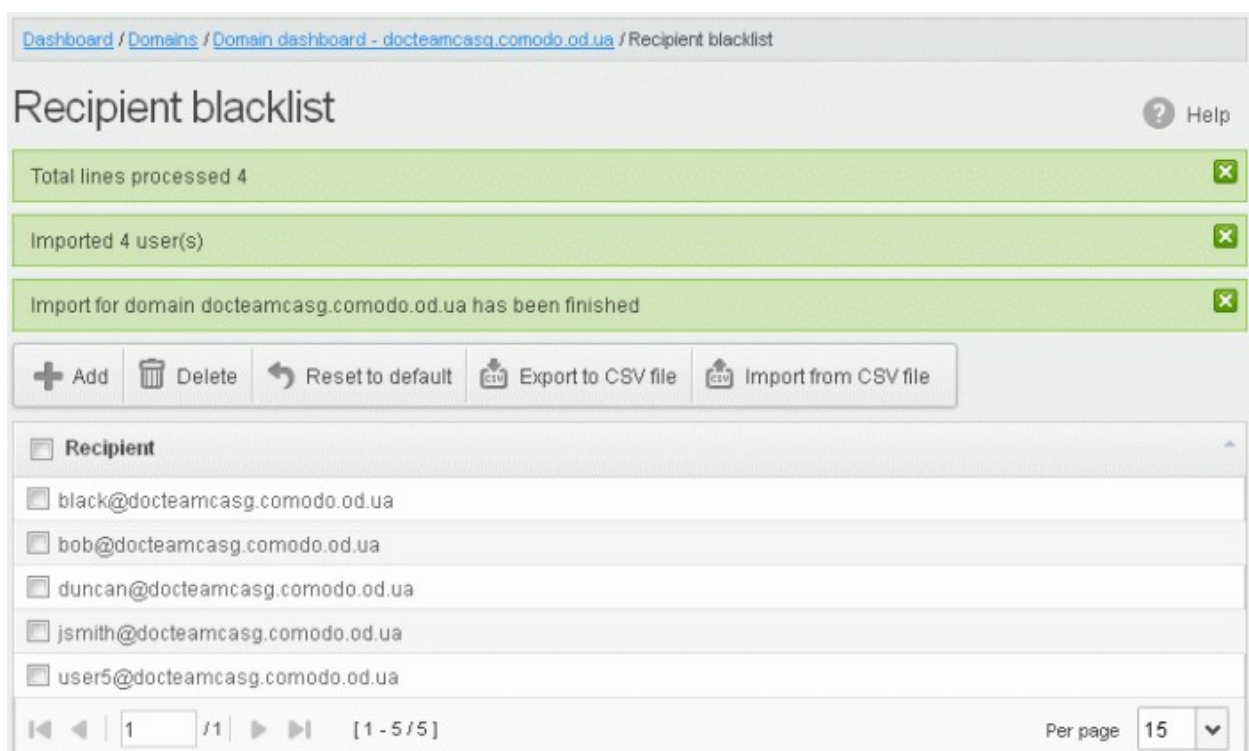 Dashboard / Domains / Domain dashboard - docteamcasg.comodo.od.ua / Recipient blacklist
Recipient blacklist
? Help
Total lines processed 4
Imported 4 user(s)
Import for domain docteamcasg.comodo.od.ua has been finished
Add Delete Reset to default CSV Export to CSV file CSV Import from CSV file
Recipient
black@docteamcasg.comodo.od.ua
bob@docteamcasg.comodo.od.ua
duncan@docteamcasg.comodo.od.ua
jsmith@docteamcasg.comodo.od.ua
user5@docteamcasg.comodo.od.ua
1 /1 [ 1 - 5 / 5 ] Per page 15